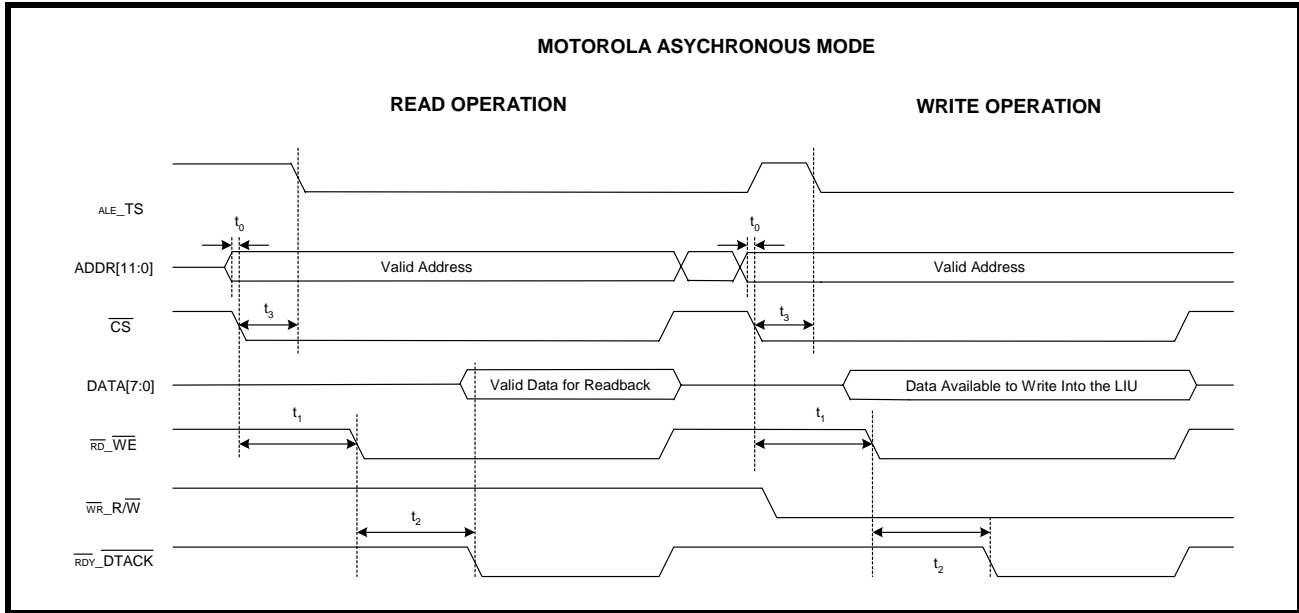 MOTOROLA ASYCHRONOUS MODE
READ OPERATION WRITE OPERATION
ALE_TS
t0 t0
ADDR[11:0] Valid Address Valid Address
CS t3 t3
DATA[7:0] Valid Data for Readback Data Available to Write Into the LIU
t1 t1
RD_WE
WR_R/W
t2 t2
RDY_DTACK